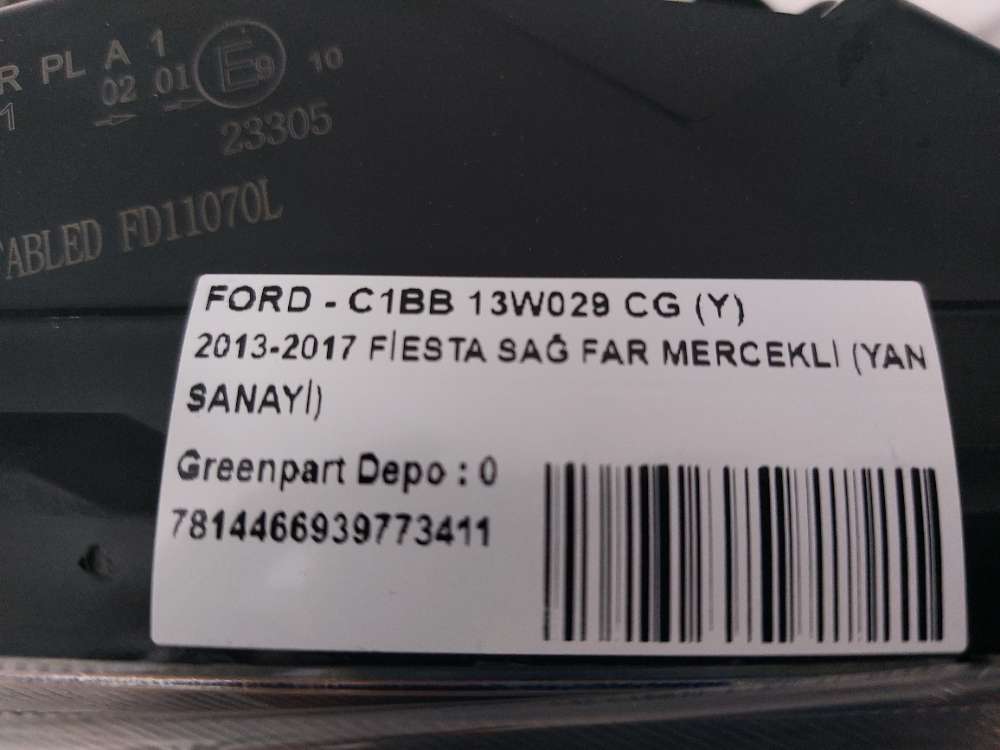 R PL A 1
1 02 01 E9 10
23305
TABLED FD11070L
FORD - C1BB 13W029 CG (Y)
2013-2017 FİESTA SAĞ FAR MERCEKLİ (YAN
SANAYİ)
Greenpart Depo : 0
7814466939773411